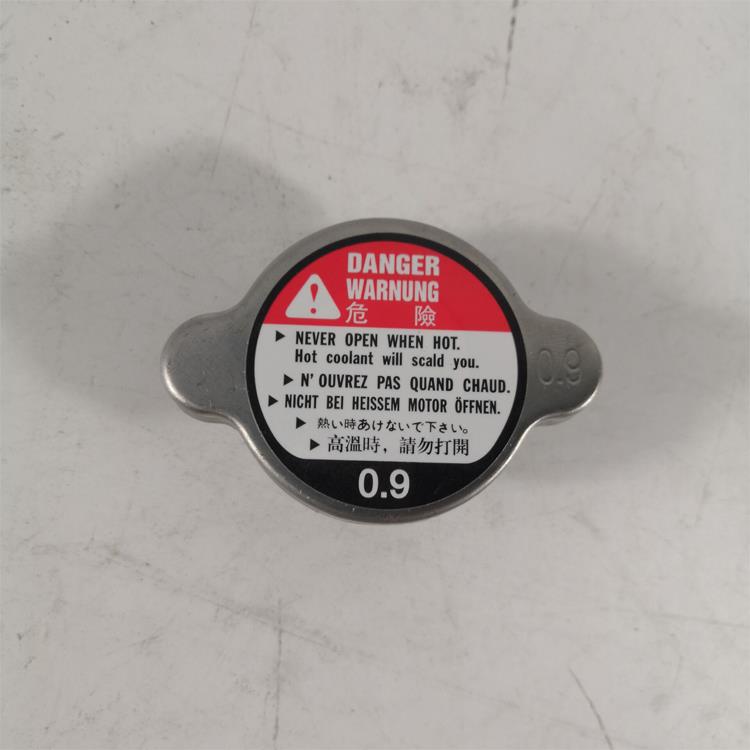 DANGER
WARNUNG
危 險
▶ NEVER OPEN WHEN HOT.
Hot coolant will scald you.
▶ N' OUVREZ PAS QUAND CHAUD.
▶ NICHT BEI HEISSEM MOTOR ÖFFNEN.
▶ 熱い時あけないで下さい。
▶ 高溫時，請勿打開
0.9
0.9